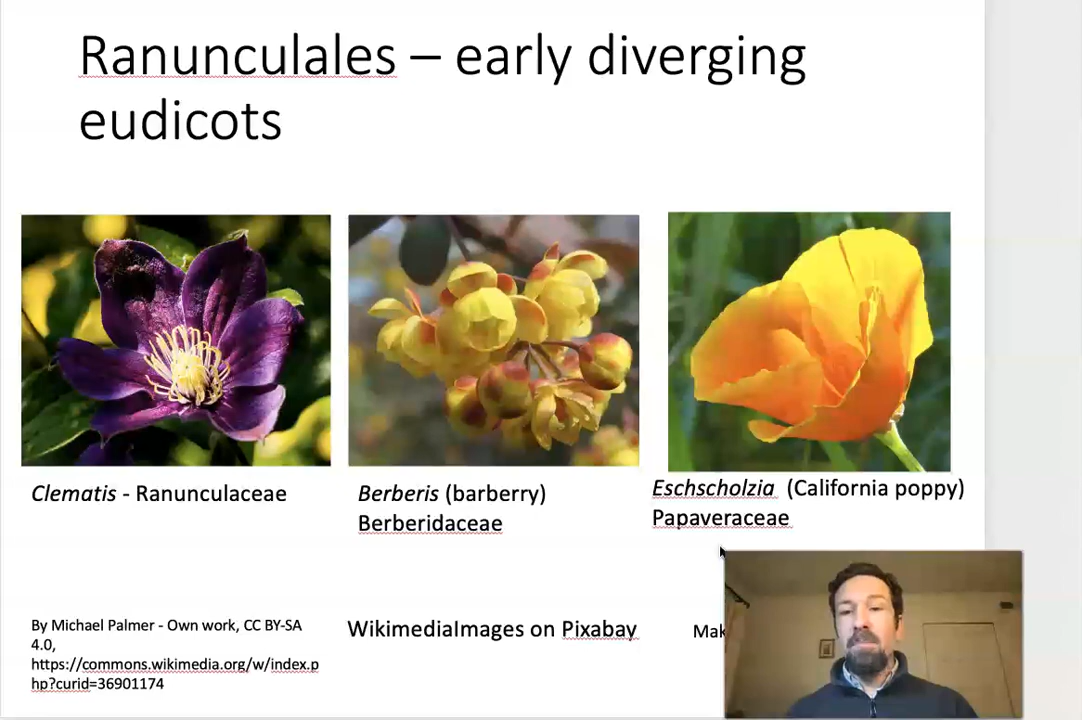 Ranunculales – early diverging
eudicots
Clematis - Ranunculaceae
Berberis (barberry)
Berberidaceae
Eschscholzia (California poppy)
Papaveraceae
By Michael Palmer - Own work, CC BY-SA
4.0,
https://commons.wikimedia.org/w/index.p
hp?curid=36901174
WikimediaImages on Pixabay
Mak